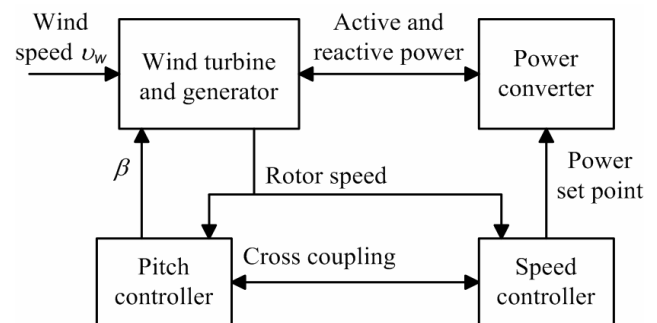 Wind
speed υw
Wind turbine
and generator
Active and
reactive power
Power
converter
β
Rotor speed
Power
set point
Pitch
controller
Cross coupling
Speed
controller